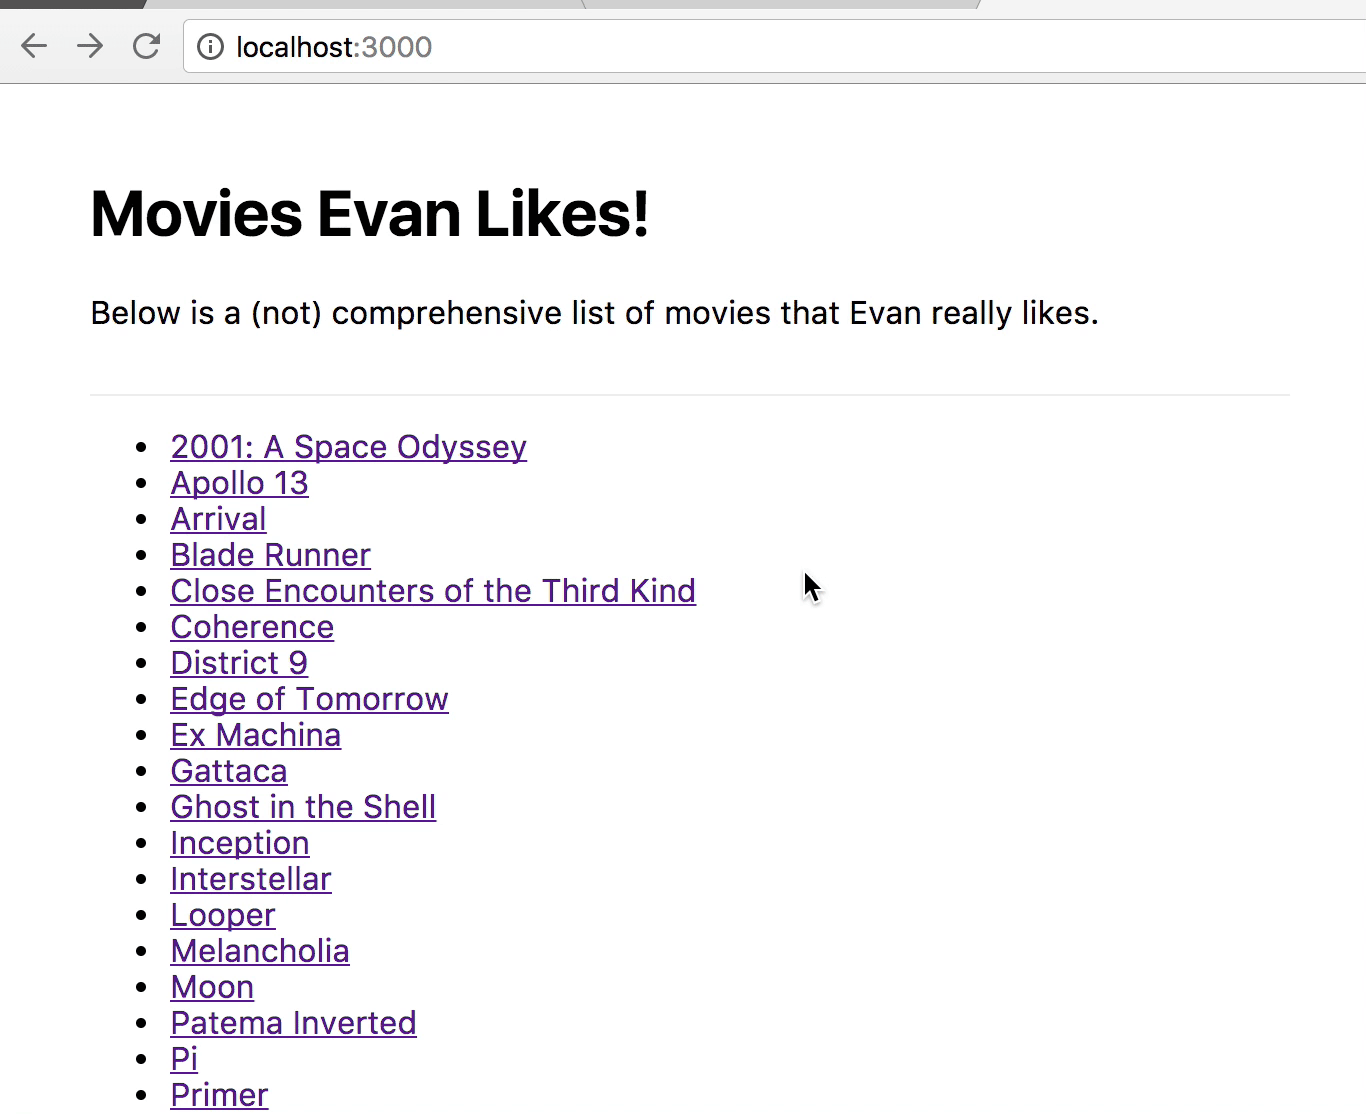 localhost:3000
Movies Evan Likes!
Below is a (not) comprehensive list of movies that Evan really likes.
2001: A Space Odyssey
Apollo 13
Arrival
Blade Runner
Close Encounters of the Third Kind
Coherence
District 9
Edge of Tomorrow
Ex Machina
Gattaca
Ghost in the Shell
Inception
Interstellar
Looper
Melancholia
Moon
Patema Inverted
Pi
Primer